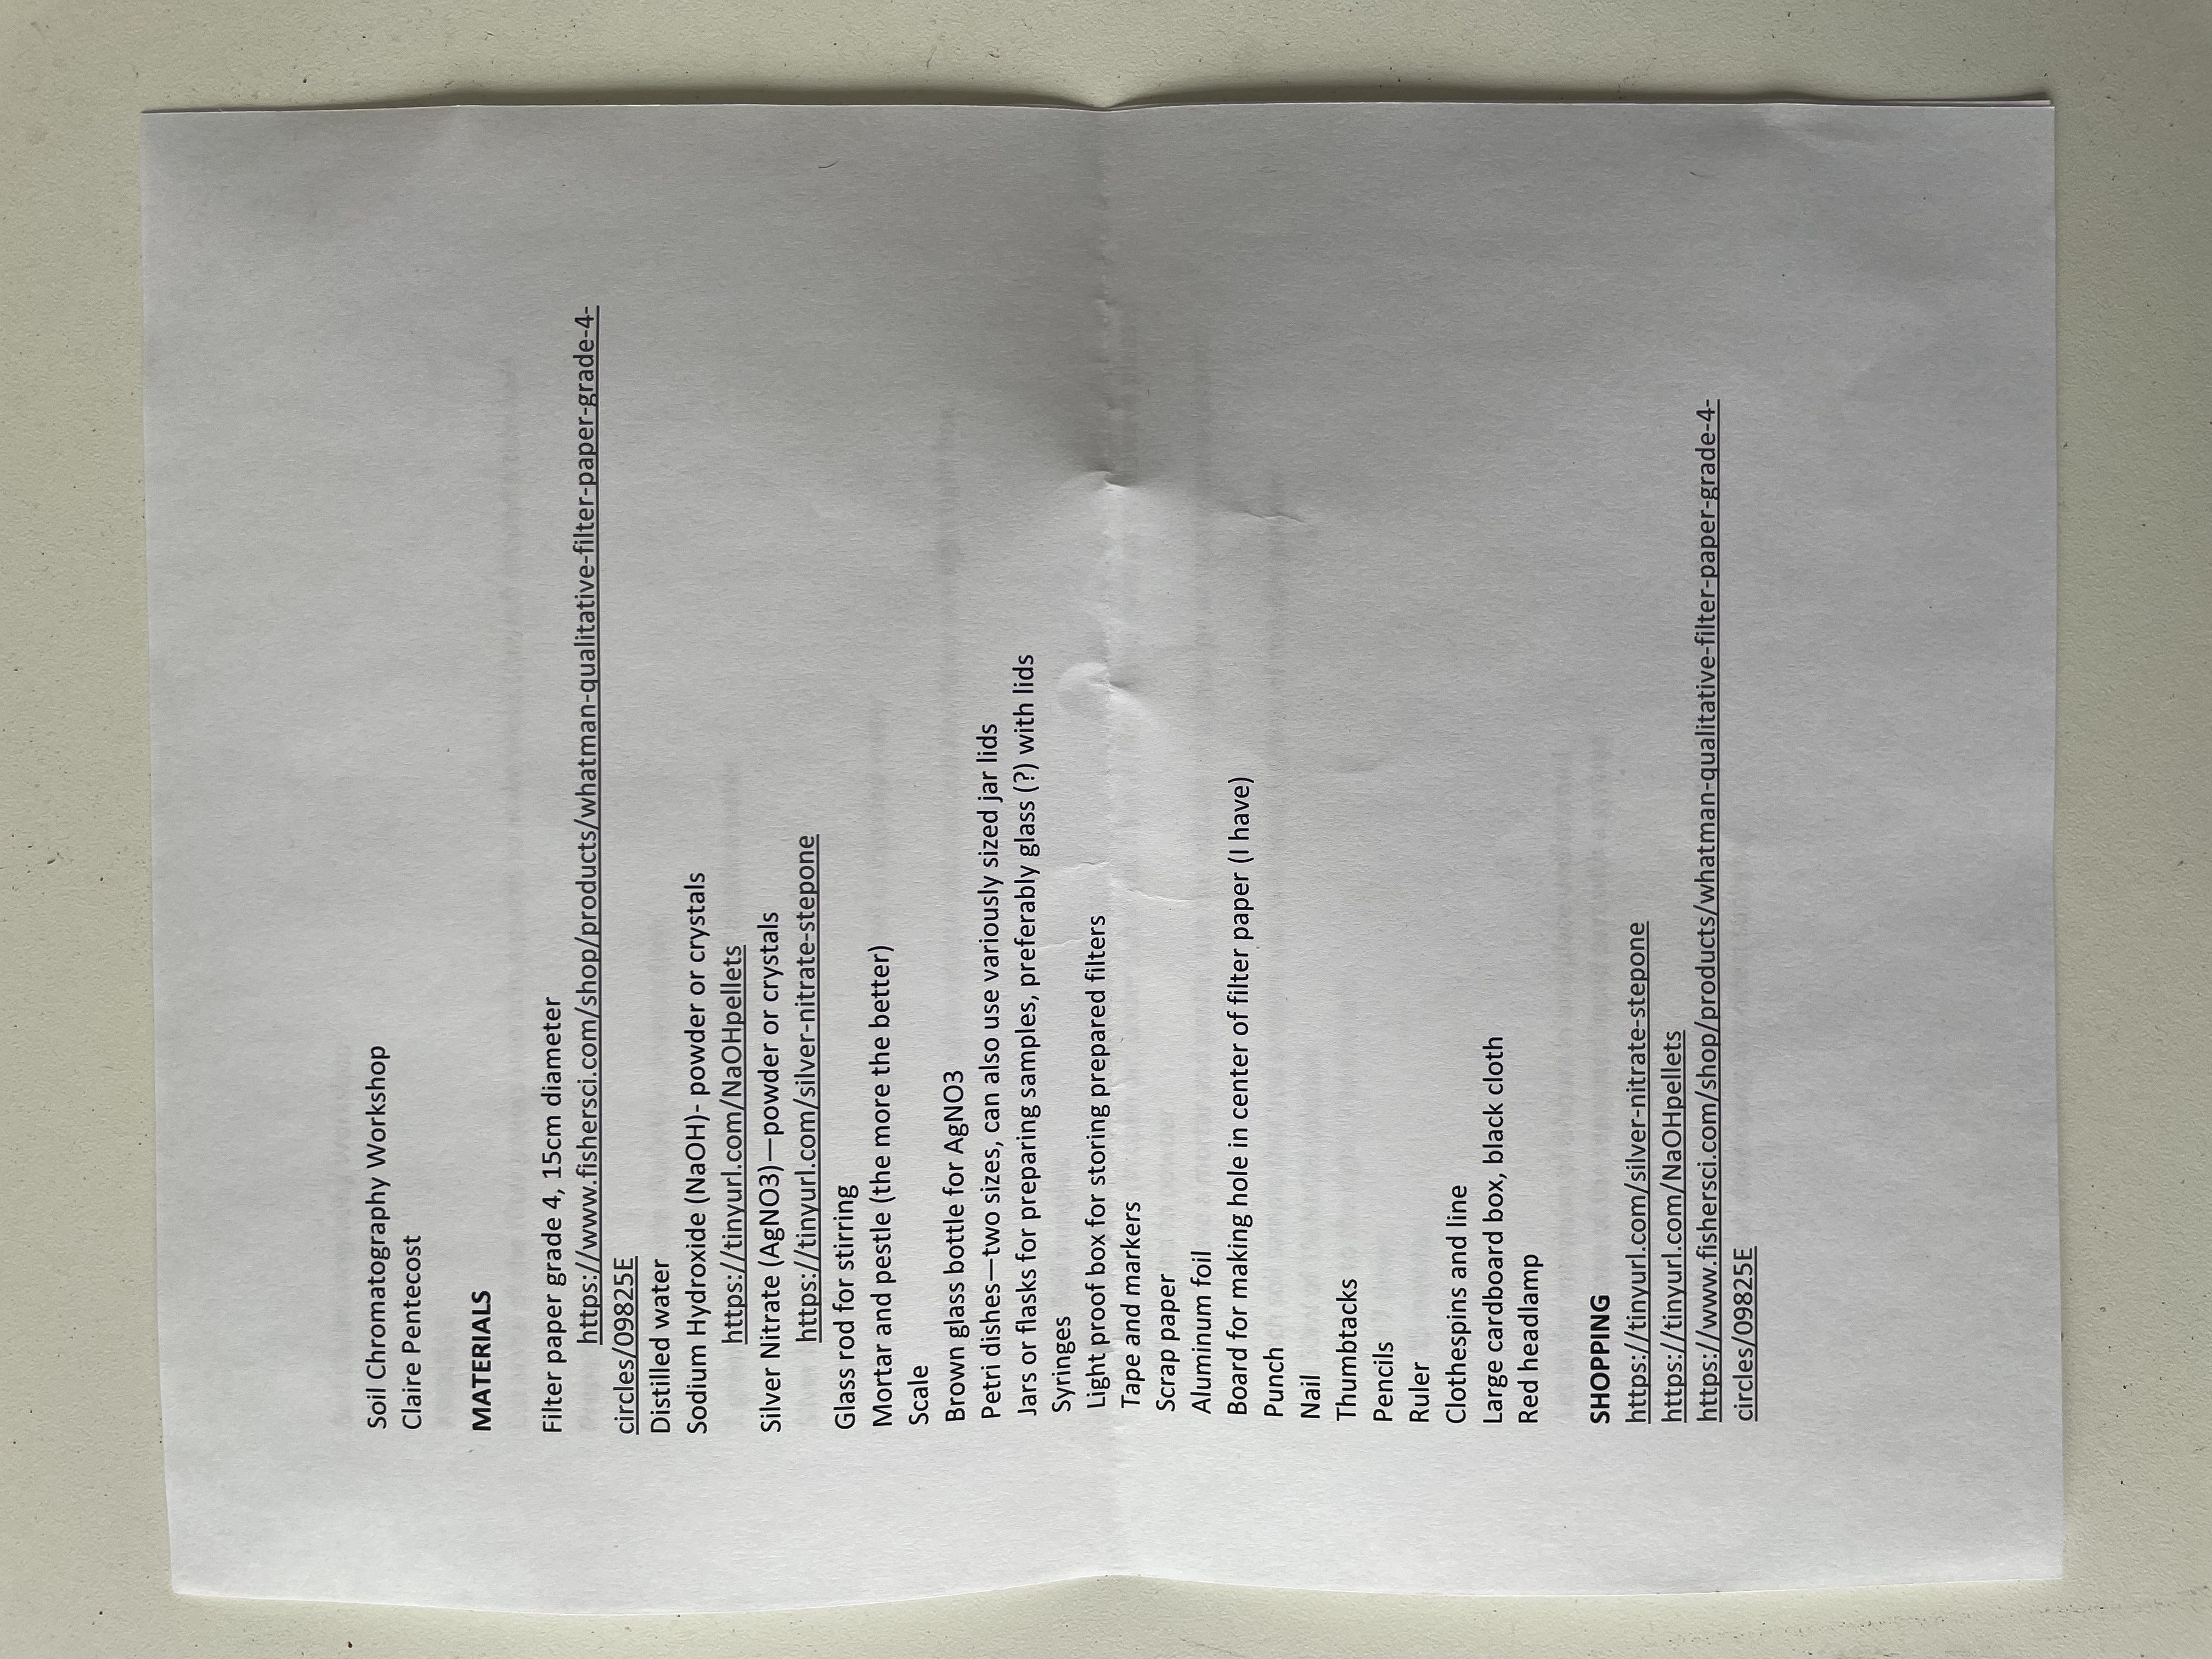 Soil Chromatography Workshop
Claire Pentecost
MATERIALS
Filter paper grade 4, 15cm diameter
https://www.fishersci.com/shop/products/whatman-qualitative-filter-paper-grade-4-
circles/09825E
Distilled water
Sodium Hydroxide (NaOH)- powder or crystals
https://tinyurl.com/NaOHpellets
Silver Nitrate (AgNO3)—powder or crystals
https://tinyurl.com/silver-nitrate-stepone
Glass rod for stirring
Mortar and pestle (the more the better)
Scale
Brown glass bottle for AgNO3
Petri dishes—two sizes, can also use variously sized jar lids
Jars or flasks for preparing samples, preferably glass (?) with lids
Syringes
Light proof box for storing prepared filters
Tape and markers
Scrap paper
Aluminum foil
Board for making hole in center of filter paper (I have)
Punch
Nail
Thumbtacks
Pencils
Ruler
Clothespins and line
Large cardboard box, black cloth
Red headlamp
SHOPPING
https://tinyurl.com/silver-nitrate-stepone
https://tinyurl.com/NaOHpellets
https://www.fishersci.com/shop/products/whatman-qualitative-filter-paper-grade-4-
circles/09825E